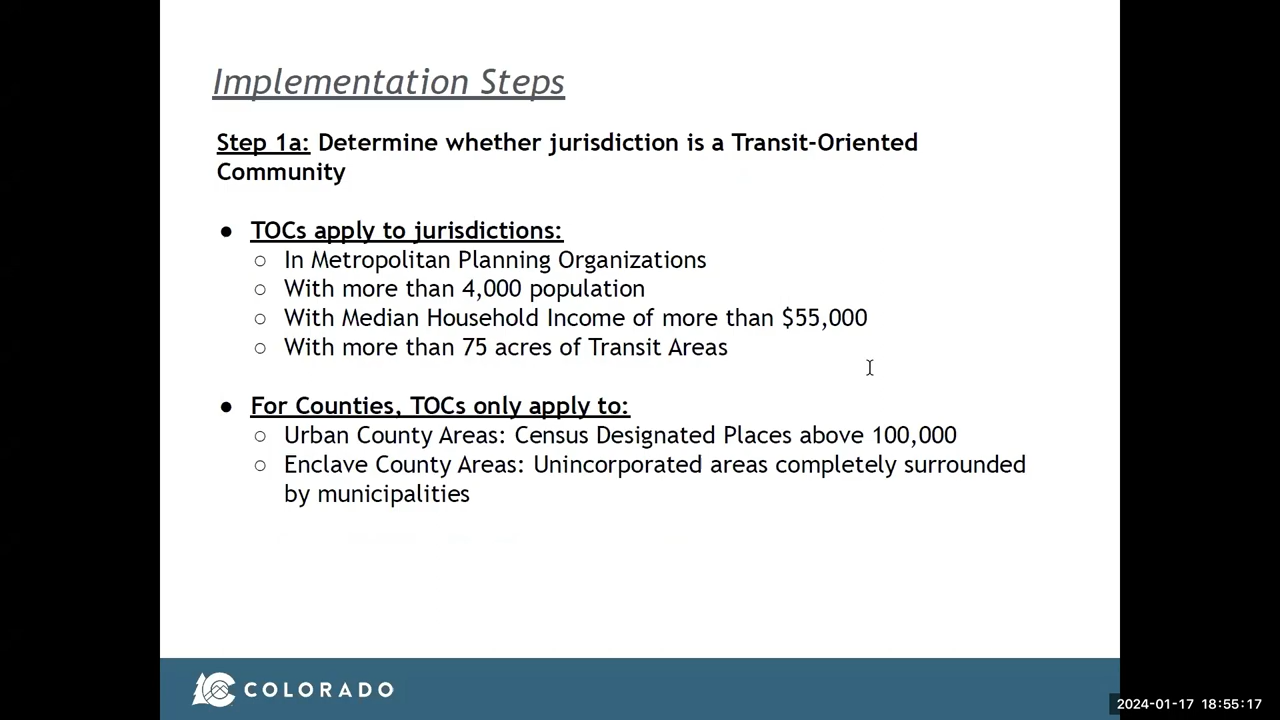 Implementation Steps
Step 1a: Determine whether jurisdiction is a Transit-Oriented
Community
● TOCs apply to jurisdictions:
○ In Metropolitan Planning Organizations
○ With more than 4,000 population
○ With Median Household Income of more than $55,000
○ With more than 75 acres of Transit Areas
● For Counties, TOCs only apply to:
○ Urban County Areas: Census Designated Places above 100,000
○ Enclave County Areas: Unincorporated areas completely surrounded
by municipalities
COLORADO
2024-01-17 18:55:17